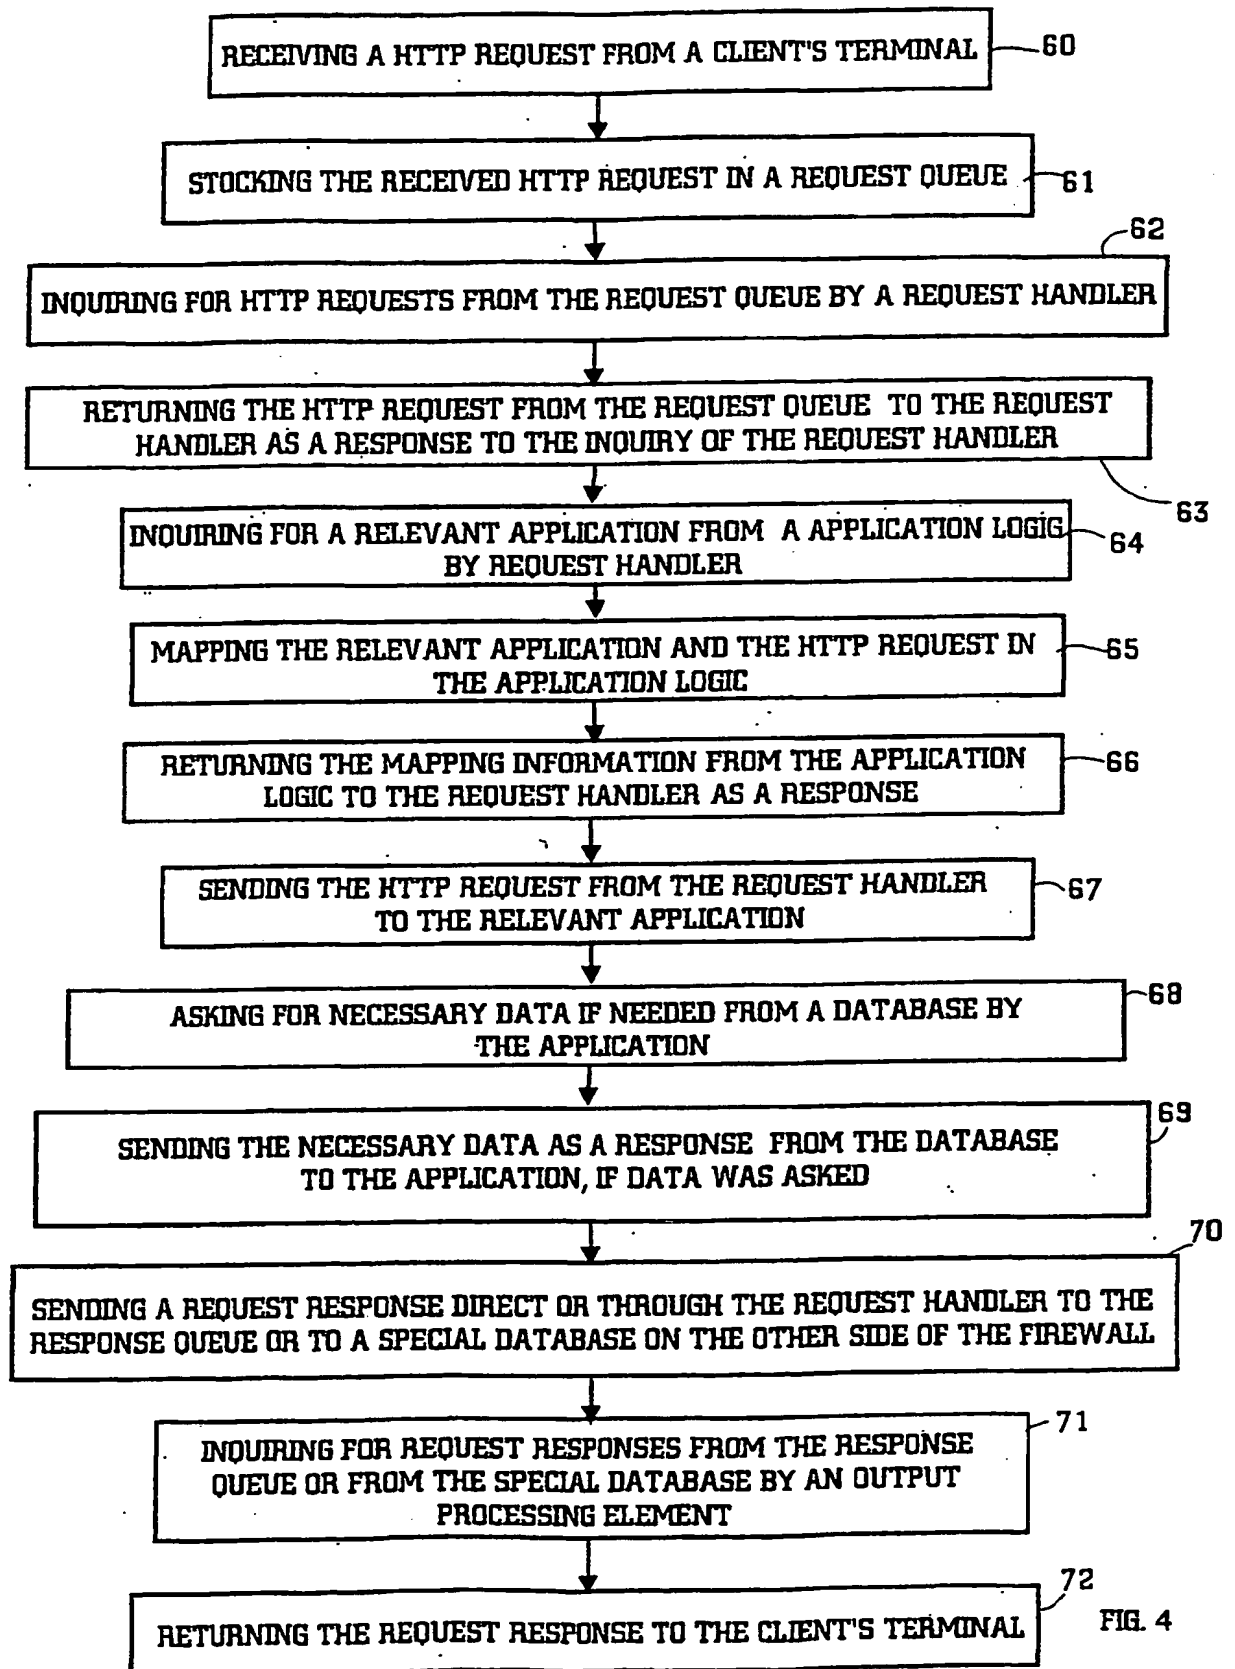 RECEIVING A HTTP REQUEST FROM A CLIENT'S TERMINAL
60
STOCKING THE RECEIVED HTTP REQUEST IN A REQUEST QUEUE
61
62
INQUIRING FOR HTTP REQUESTS FROM THE REQUEST QUEUE BY A REQUEST HANDLER
RETURNING THE HTTP REQUEST FROM THE REQUEST QUEUE TO THE REQUEST
HANDLER AS A RESPONSE TO THE INQUIRY OF THE REQUEST HANDLER
63
INQUIRING FOR A RELEVANT APPLICATION FROM A APPLICATION LOGIG
BY REQUEST HANDLER
64
MAPPING THE RELEVANT APPLICATION AND THE HTTP REQUEST IN
THE APPLICATION LOGIC
65
RETURNING THE MAPPING INFORMATION FROM THE APPLICATION
LOGIC TO THE REQUEST HANDLER AS A RESPONSE
66
SENDING THE HTTP REQUEST FROM THE REQUEST HANDLER
TO THE RELEVANT APPLICATION
67
ASKING FOR NECESSARY DATA IF NEEDED FROM A DATABASE BY
THE APPLICATION
68
69
SENDING THE NECESSARY DATA AS A RESPONSE FROM THE DATABASE
TO THE APPLICATION, IF DATA WAS ASKED
70
SENDING A REQUEST RESPONSE DIRECT OR THROUGH THE REQUEST HANDLER TO THE
RESPONSE QUEUE OR TO A SPECIAL DATABASE ON THE OTHER SIDE OF THE FIREWALL
71
INQUIRING FOR REQUEST RESPONSES FROM THE RESPONSE
QUEUE OR FROM THE SPECIAL DATABASE BY AN OUTPUT
PROCESSING ELEMENT
72
RETURNING THE REQUEST RESPONSE TO THE CLIENT'S TERMINAL
FIG. 4